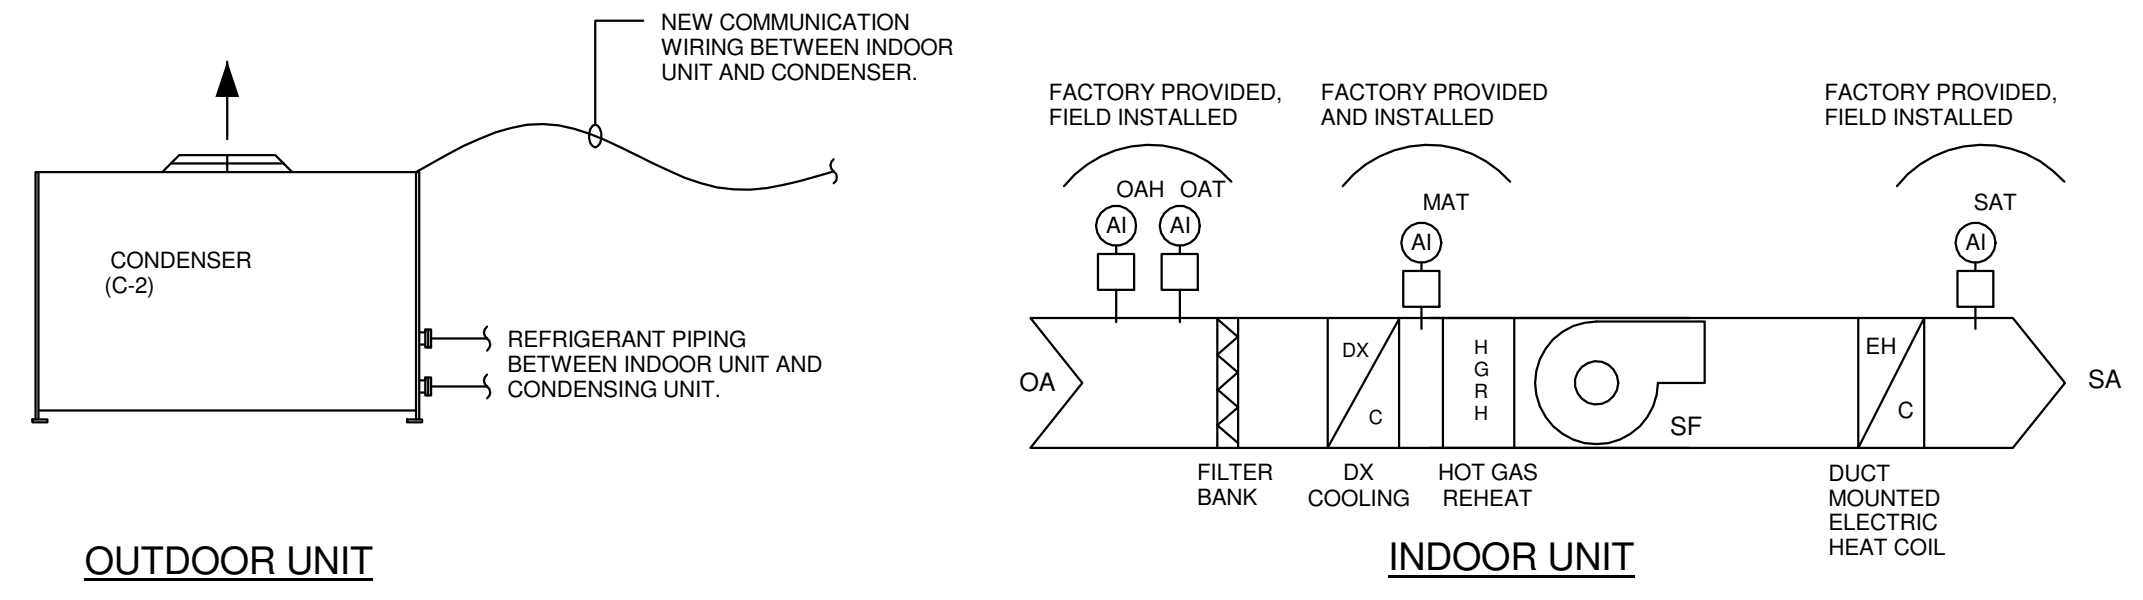 NEW COMMUNICATION
WIRING BETWEEN INDOOR
UNIT AND CONDENSER.
CONDENSER
(C-2)
REFRIGERANT PIPING
BETWEEN INDOOR UNIT AND
CONDENSING UNIT.
OUTDOOR UNIT
FACTORY PROVIDED,
FIELD INSTALLED
FACTORY PROVIDED
AND INSTALLED
FACTORY PROVIDED,
FIELD INSTALLED
OAH OAT
AI AI
MAT
AI
SAT
AI
OA
DX
C
H
G
R
H
SF
EH
C
SA
FILTER
BANK
DX
COOLING
HOT GAS
REHEAT
DUCT
MOUNTED
ELECTRIC
HEAT COIL
INDOOR UNIT